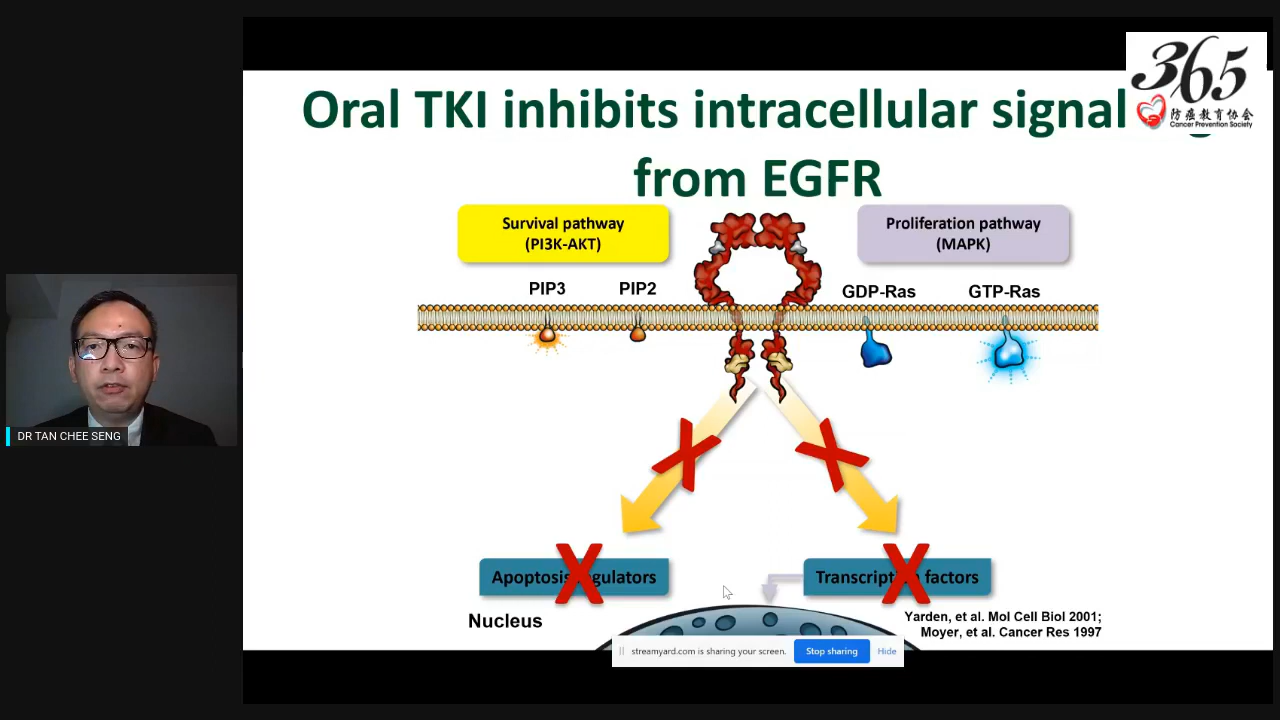 365
防癌教育协会
Cancer Prevention Society
Oral TKI inhibits intracellular signal
from EGFR
Survival pathway
(PI3K-AKT)
Proliferation pathway
(MAPK)
PIP3
PIP2
GDP-Ras
GTP-Ras
DR TAN CHEE SENG
Apoptosis regulators
Transcription factors
Nucleus
Yarden, et al. Mol Cell Biol 2001;
Moyer, et al. Cancer Res 1997
streamyard.com is sharing your screen.
Stop sharing
Hide